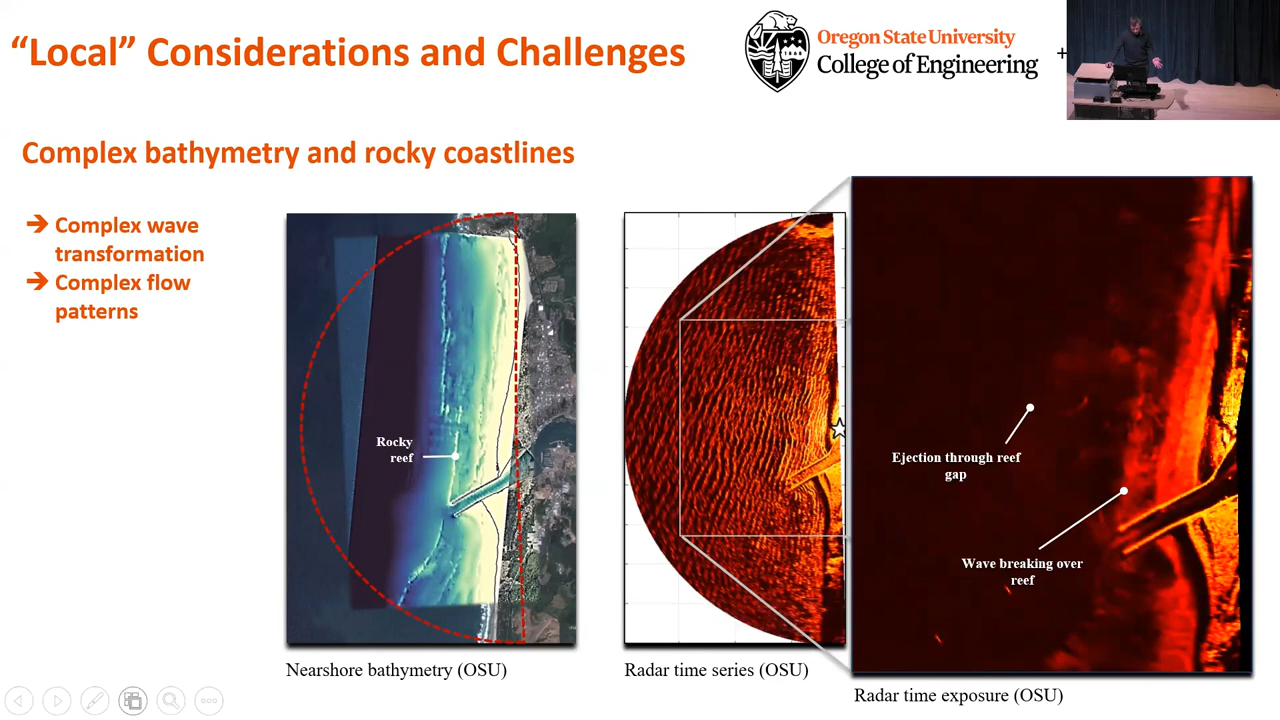 “Local” Considerations and Challenges
Oregon State University
College of Engineering
+
Complex bathymetry and rocky coastlines
➔ Complex wave
transformation
➔ Complex flow
patterns
Rocky
reef
Ejection through reef
gap
Wave breaking over
reef
Nearshore bathymetry (OSU)
Radar time series (OSU)
Radar time exposure (OSU)